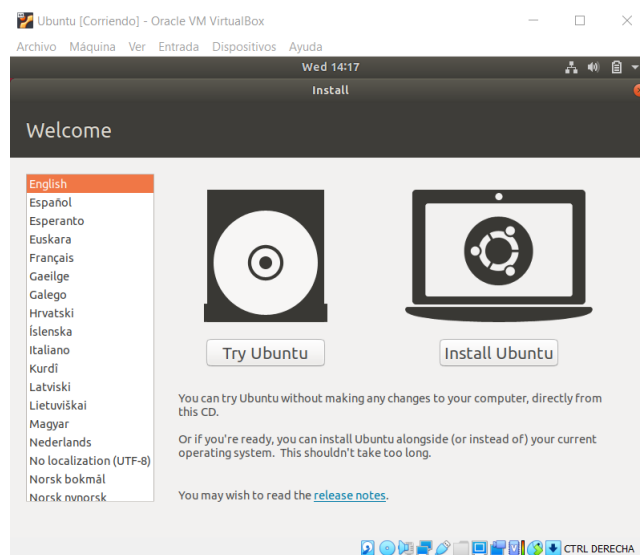 Ubuntu [Corriendo] - Oracle VM VirtualBox
Archivo Máquina Ver Entrada Dispositivos Ayuda
Wed 14:17
Install
Welcome
English
Español
Esperanto
Euskara
Français
Gaeilge
Galego
Hrvatski
Íslenska
Italiano
Kurdî
Latviski
Lietuviškai
Magyar
Nederlands
No localization (UTF-8)
Norsk bokmål
Norsk nynorsk
Try Ubuntu
Install Ubuntu
You can try Ubuntu without making any changes to your computer, directly from
this CD.
Or if you're ready, you can install Ubuntu alongside (or instead of) your current
operating system. This shouldn't take too long.
You may wish to read the release notes.
CTRL DERECHA